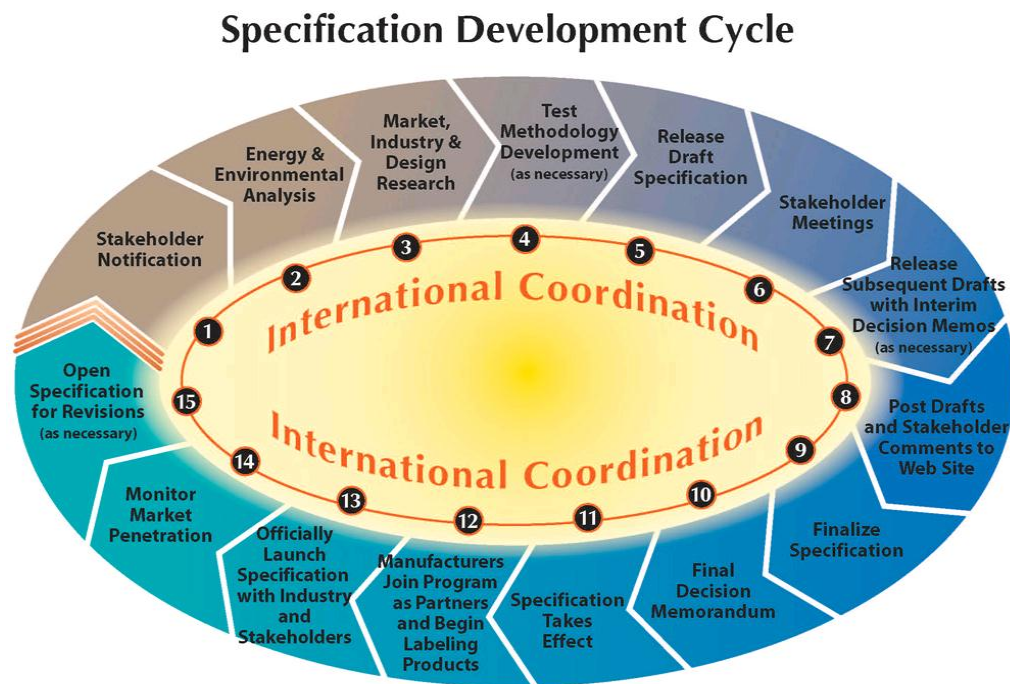 Specification Development Cycle
Stakeholder
Notification
Energy &
Environmental
Analysis
Market,
Industry &
Design
Research
Test
Methodology
Development
(as necessary)
Release
Draft
Specification
Stakeholder
Meetings
Release
Subsequent Drafts
with Interim
Decision Memos
(as necessary)
Post Drafts
and Stakeholder
Comments to
Web Site
Finalize
Specification
Final
Decision
Memorandum
Specification
Takes
Effect
Manufacturers
Join Program
as Partners
and Begin
Labeling
Products
Officially
Launch
Specification
with Industry
and
Stakeholders
Monitor
Market
Penetration
Open
Specification
for Revisions
(as necessary)
1
2
3
4
5
6
7
8
9
10
11
12
13
14
15
International Coordination
International Coordination